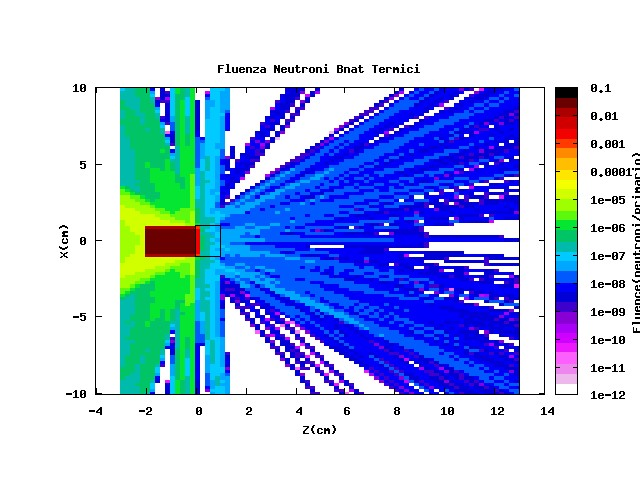 Fluenza Neutroni Bnat Termici
10
5
0
-5
-10
-4
-2
0
2
4
6
8
10
12
14
X(cm)
Z(cm)
0.1
0.01
0.001
0.0001
1e-05
1e-06
1e-07
1e-08
1e-09
1e-10
1e-11
1e-12
Fluence(neutroni/primario)